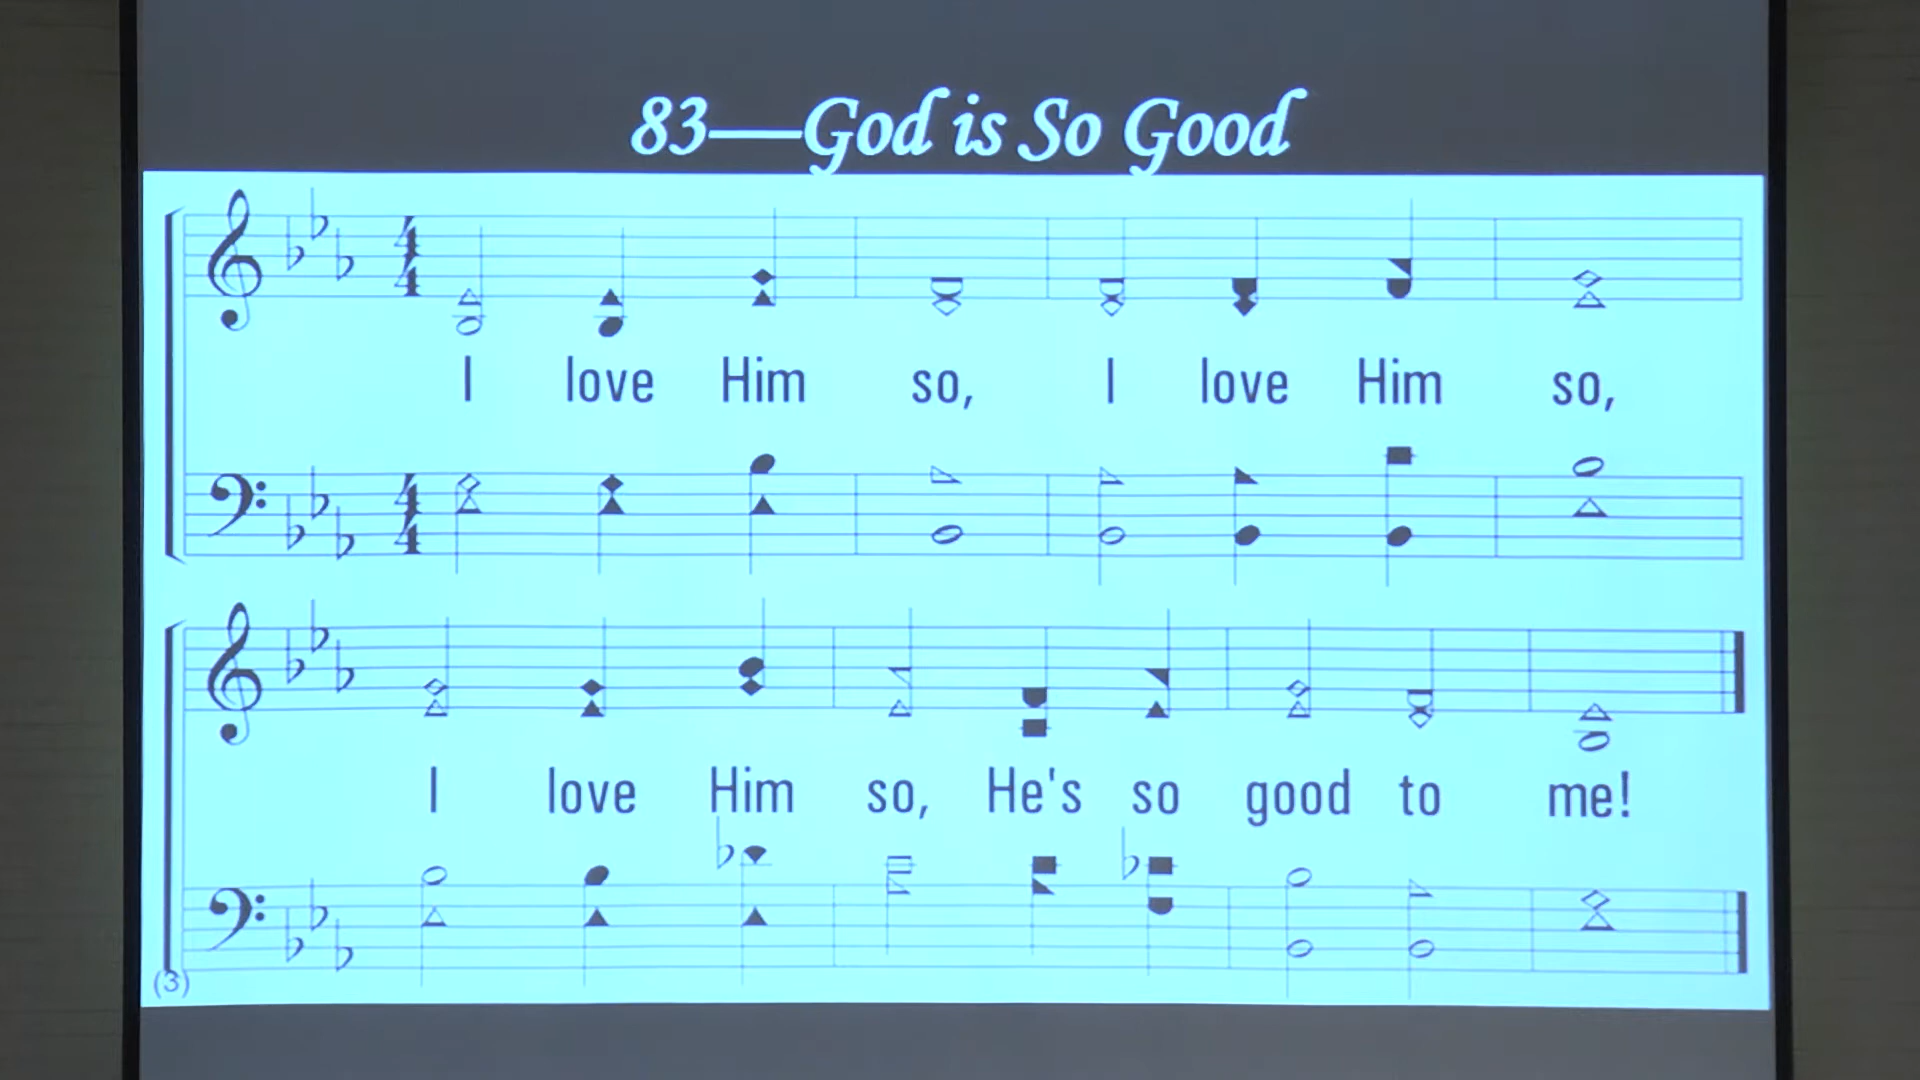 83—God is So Good
I love Him so, I love Him so,
I love Him so, He's so good to me!
(3)